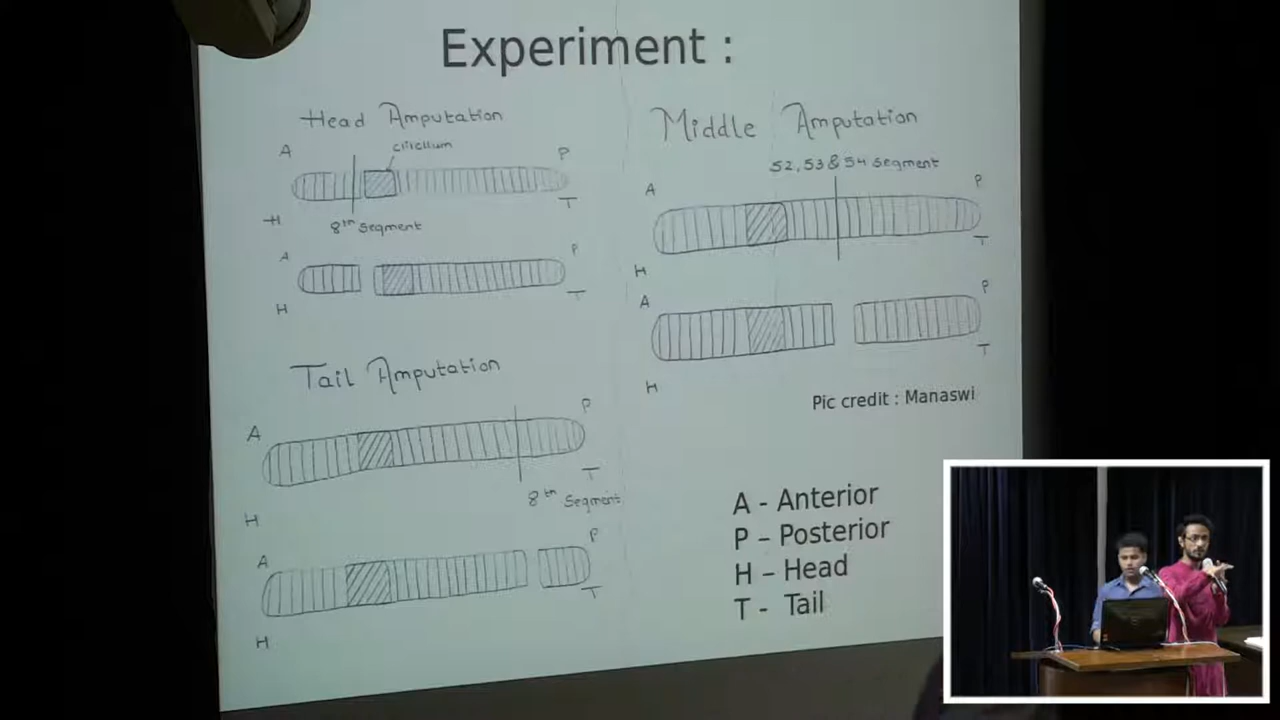 Experiment :
Head Amputation
clitellum
A
P
H
T
8th Segment
A
P
H
T
Middle Amputation
52, 53 & 54 Segment
A
P
H
T
A
P
H
T
Pic credit : Manaswi
Tail Amputation
A
P
H
T
8th Segment
A
P
H
T
A - Anterior
P – Posterior
H – Head
T - Tail